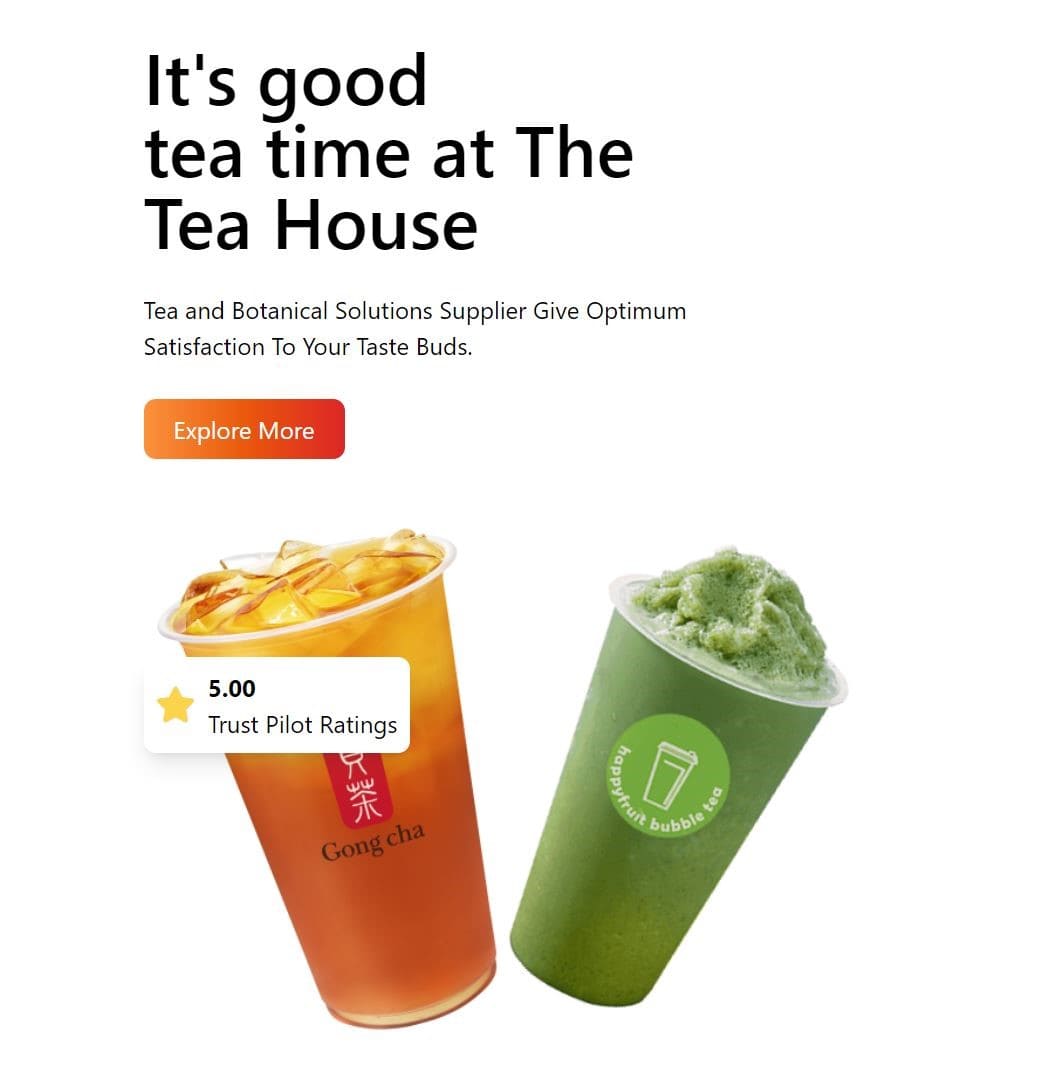 It's good
tea time at The
Tea House
Tea and Botanical Solutions Supplier Give Optimum
Satisfaction To Your Taste Buds.
Explore More
5.00
Trust Pilot Ratings
茶
Gong cha
happyfruit bubble tea